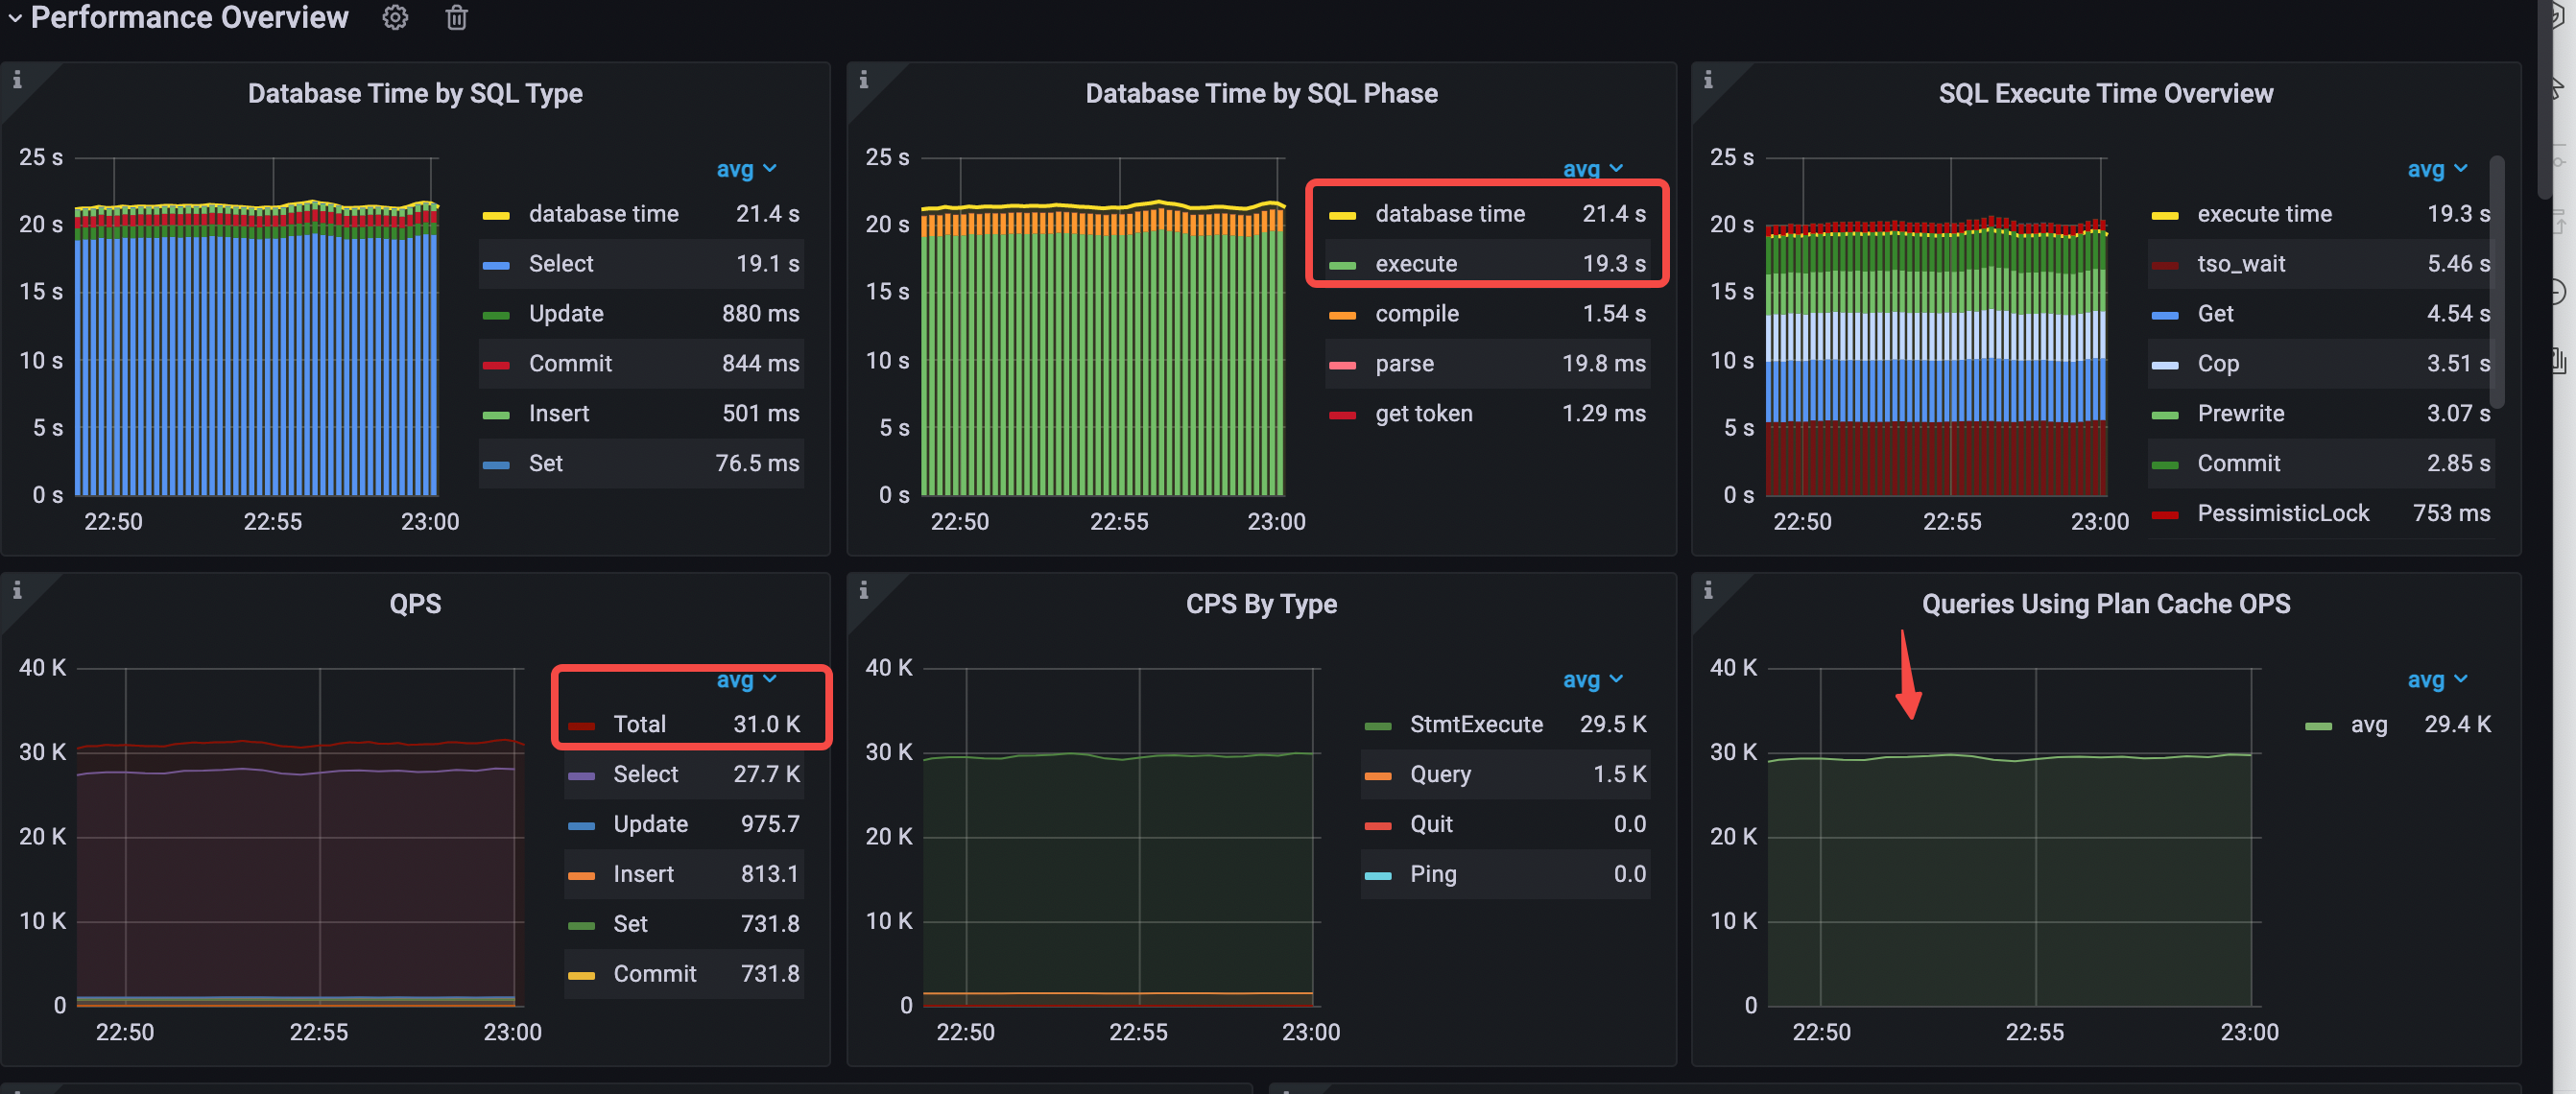 Performance Overview
Database Time by SQL Type
25 s
20 s
15 s
10 s
5 s
0 s
22:50 22:55 23:00
avg
database time 21.4 s
Select 19.1 s
Update 880 ms
Commit 844 ms
Insert 501 ms
Set 76.5 ms
Database Time by SQL Phase
25 s
20 s
15 s
10 s
5 s
0 s
22:50 22:55 23:00
avg
database time 21.4 s
execute 19.3 s
compile 1.54 s
parse 19.8 ms
get token 1.29 ms
SQL Execute Time Overview
25 s
20 s
15 s
10 s
5 s
0 s
22:50 22:55 23:00
avg
execute time 19.3 s
tso_wait 5.46 s
Get 4.54 s
Cop 3.51 s
Prewrite 3.07 s
Commit 2.85 s
PessimisticLock 753 ms
QPS
40 K
30 K
20 K
10 K
0
22:50 22:55 23:00
avg
Total 31.0 K
Select 27.7 K
Update 975.7
Insert 813.1
Set 731.8
Commit 731.8
CPS By Type
40 K
30 K
20 K
10 K
0
22:50 22:55 23:00
avg
StmtExecute 29.5 K
Query 1.5 K
Quit 0.0
Ping 0.0
Queries Using Plan Cache OPS
40 K
30 K
20 K
10 K
0
22:50 22:55 23:00
avg
avg 29.4 K